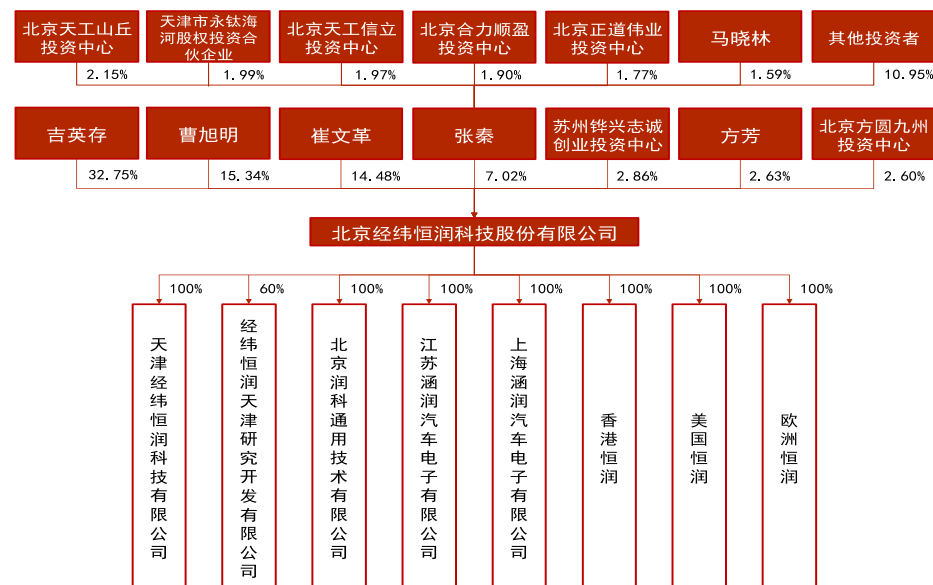 北京天工山丘
投资中心
天津市永钛海
河股权投资合
伙企业
北京天工信立
投资中心
北京合力顺盈
投资中心
北京正道伟业
投资中心
马晓林
其他投资者
2.15%
1.99%
1.97%
1.90%
1.77%
1.59%
10.95%
吉英存
曹旭明
崔文革
张秦
苏州铧兴志诚
创业投资中心
方芳
北京方圆九州
投资中心
32.75%
15.34%
14.48%
7.02%
2.86%
2.63%
2.60%
北京经纬恒润科技股份有限公司
100%
60%
100%
100%
100%
100%
100%
100%
天津经纬恒润科技有限公司
经纬恒润天津研究开发有限公司
北京润科通用技术有限公司
江苏涵润汽车电子有限公司
上海涵润汽车电子有限公司
香港恒润
美国恒润
欧洲恒润